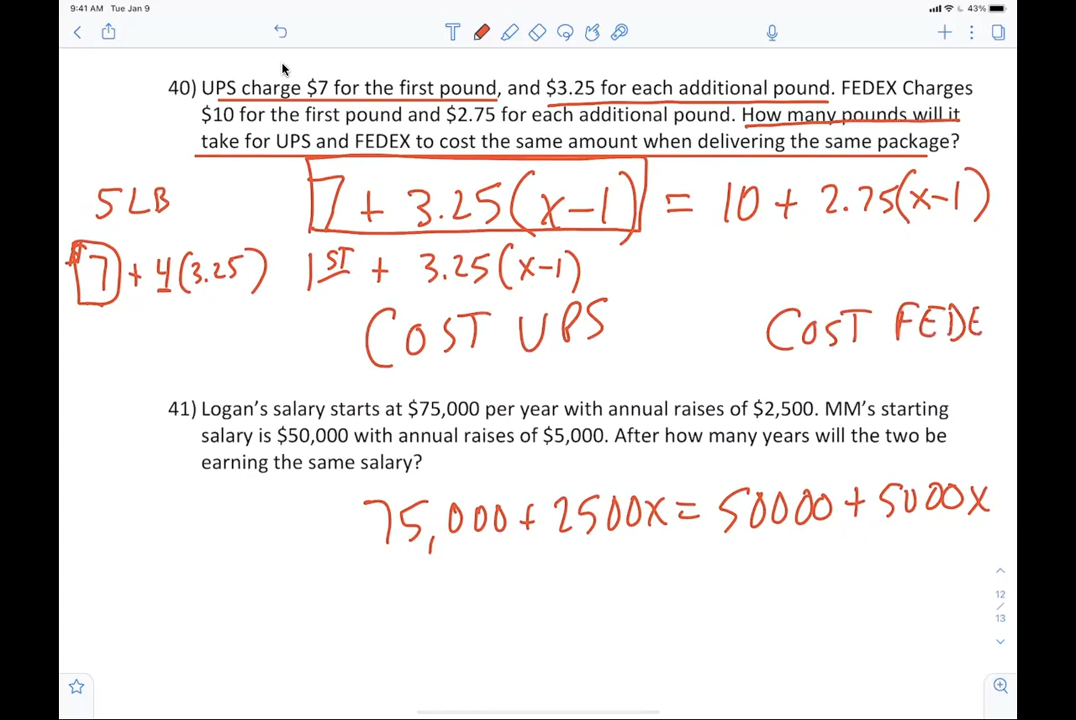 9:41 AM Tue Jan 9
43%
40) UPS charge $7 for the first pound, and $3.25 for each additional pound. FEDEX Charges
$10 for the first pound and $2.75 for each additional pound. How many pounds will it
take for UPS and FEDEX to cost the same amount when delivering the same package?
5 LB
7 + 3.25(x-1) = 10 + 2.75(x-1)
$7 + 4(3.25)
1ST + 3.25(x-1)
COST UPS
COST FEDE
41) Logan's salary starts at $75,000 per year with annual raises of $2,500. MM's starting
salary is $50,000 with annual raises of $5,000. After how many years will the two be
earning the same salary?
75,000 + 2500x = 50000 + 5000x
12
/
13